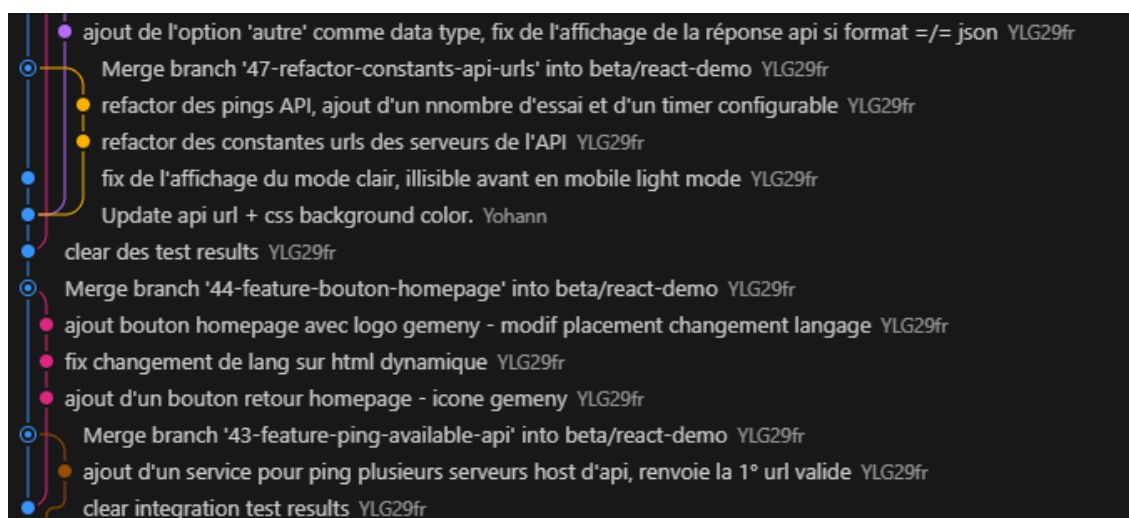 ajout de l'option 'autre' comme data type, fix de l'affichage de la réponse api si format =/= json YLG29fr
Merge branch '47-refactor-constants-api-urls' into beta/react-demo YLG29fr
refactor des pings API, ajout d'un nnombre d'essai et d'un timer configurable YLG29fr
refactor des constantes urls des serveurs de l'API YLG29fr
fix de l'affichage du mode clair, illisible avant en mobile light mode YLG29fr
Update api url + css background color. Yohann
clear des test results YLG29fr
Merge branch '44-feature-bouton-homepage' into beta/react-demo YLG29fr
ajout bouton homepage avec logo gemeny - modif placement changement langage YLG29fr
fix changement de lang sur html dynamique YLG29fr
ajout d'un bouton retour homepage - icone gemeny YLG29fr
Merge branch '43-feature-ping-available-api' into beta/react-demo YLG29fr
ajout d'un service pour ping plusieurs serveurs host d'api, renvoie la 1° url valide YLG29fr
clear integration test results YLG29fr